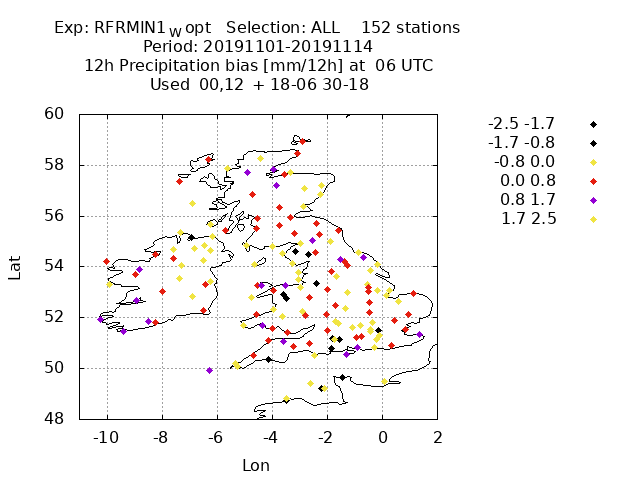 Exp: RFRMIN1_W opt   Selection: ALL    152 stations
Period: 20191101-20191114
12h Precipitation bias [mm/12h] at  06 UTC
Used  00,12  + 18-06 30-18
-2.5 -1.7
-1.7 -0.8
-0.8 0.0
0.0 0.8
0.8 1.7
1.7 2.5
60
58
56
54
52
50
48
Lat
-10 -8 -6 -4 -2 0 2
Lon